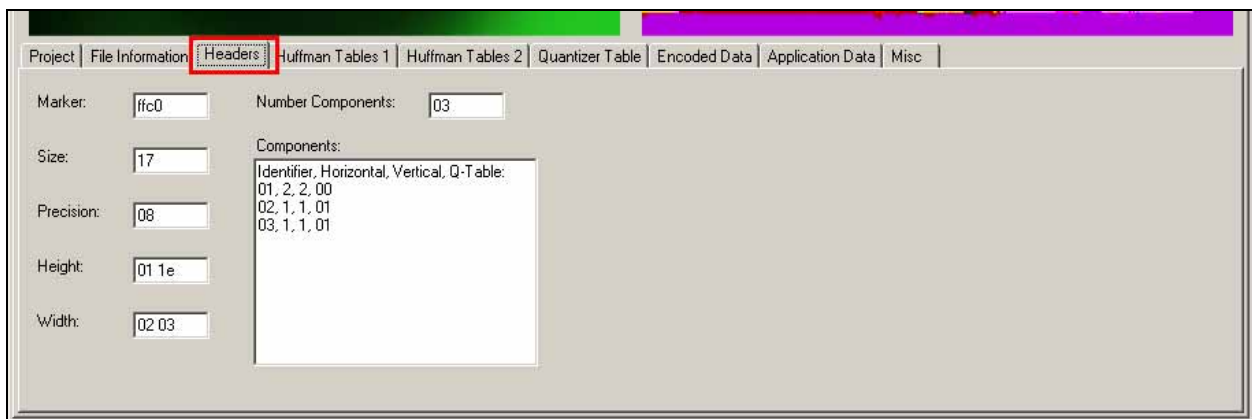 Project File Information Headers Huffman Tables 1 Huffman Tables 2 Quantizer Table Encoded Data Application Data Misc
Marker: ffc0 Number Components: 03
Size: 17 Components:
Identifier, Horizontal, Vertical, Q-Table:
01, 2, 2, 00
02, 1, 1, 01
03, 1, 1, 01
Precision: 08
Height: 01 1e
Width: 02 03